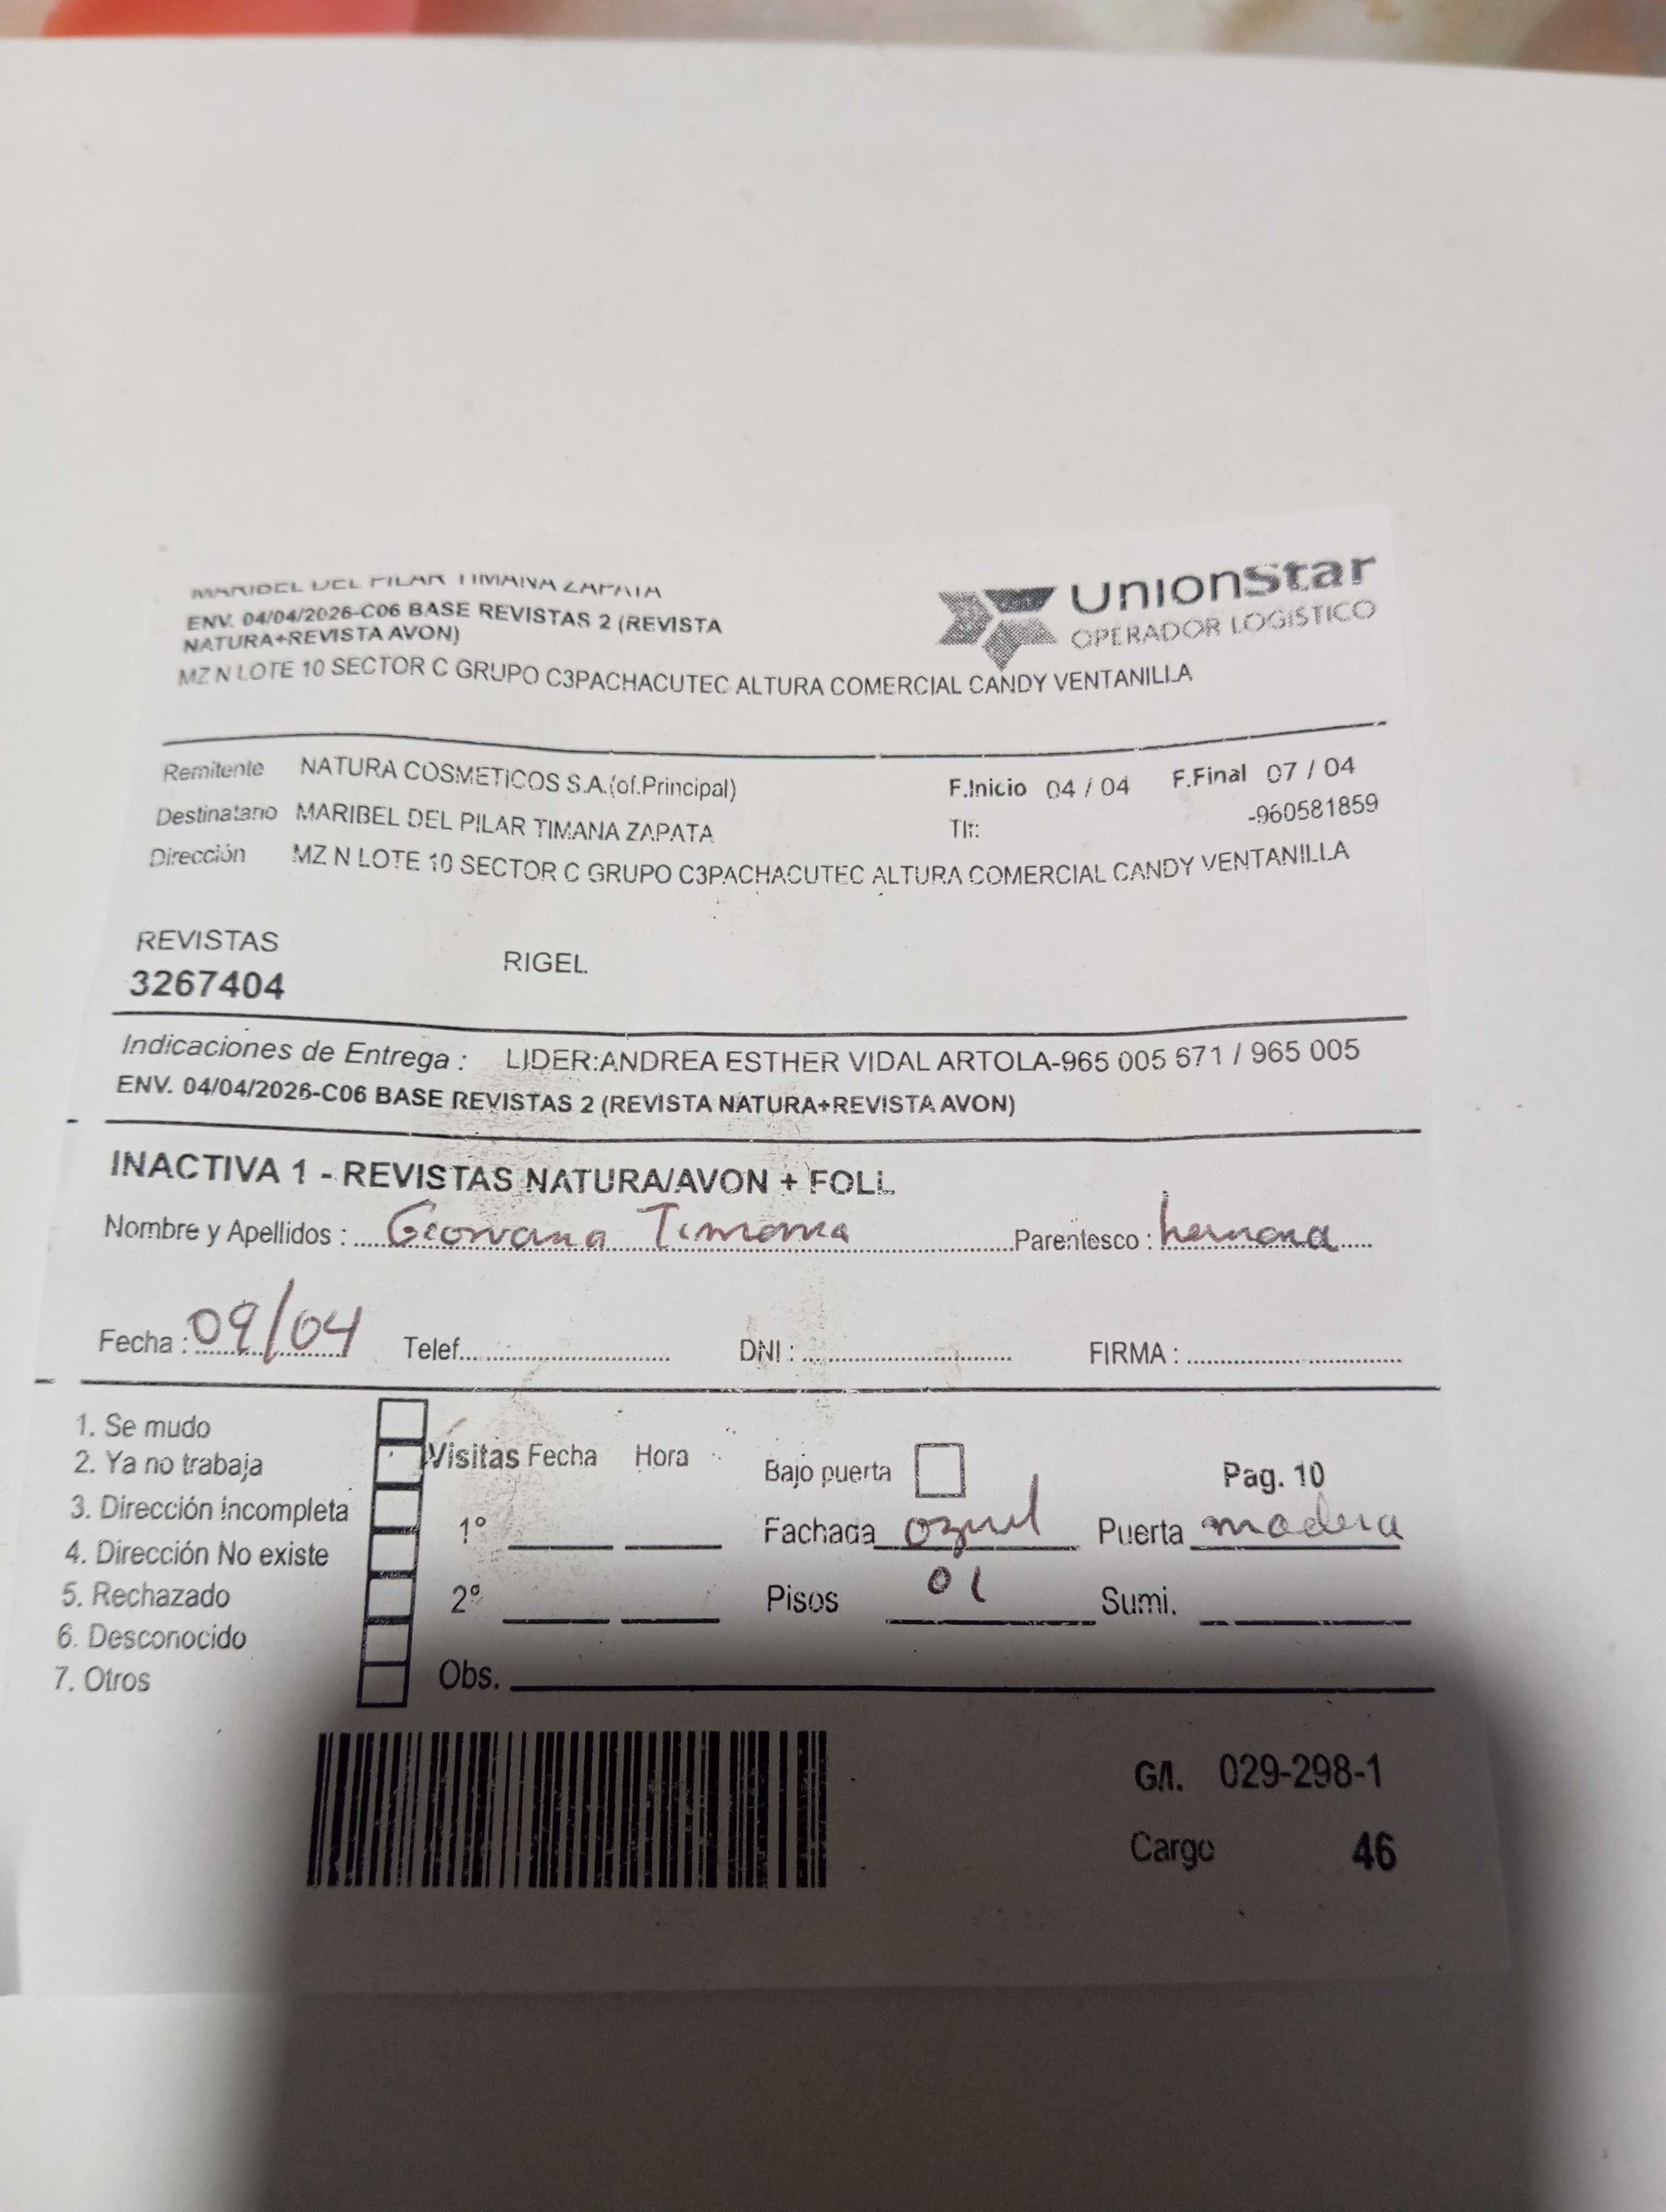 MARIBEL DEL PILAR TIMANA ZAPATA
ENV. 04/04/2026-C06 BASE REVISTAS 2 (REVISTA
NATURA+REVISTA AVON)
UnionStar
OPERADOR LOGISTICO
MZ N LOTE 10 SECTOR C GRUPO C3PACHACUTEC ALTURA COMERCIAL CANDY VENTANILLA
Remitente NATURA COSMETICOS S.A.(of.Principal) F.Inicio 04 / 04 F.Final 07 / 04
Destinatario MARIBEL DEL PILAR TIMANA ZAPATA Tlf: -960581859
Dirección MZ N LOTE 10 SECTOR C GRUPO C3PACHACUTEC ALTURA COMERCIAL CANDY VENTANILLA
REVISTAS
3267404 RIGEL
Indicaciones de Entrega : LIDER:ANDREA ESTHER VIDAL ARTOLA-965 005 671 / 965 005
ENV. 04/04/2026-C06 BASE REVISTAS 2 (REVISTA NATURA+REVISTA AVON)
INACTIVA 1 - REVISTAS NATURA/AVON + FOLL
Nombre y Apellidos : Geovana Timana Parentesco : hermana
Fecha : 09/04 Telef. DNI : FIRMA :
1. Se mudo
2. Ya no trabaja Visitas Fecha Hora Bajo puerta Pag. 10
3. Dirección incompleta 1° Fachada azul Puerta madera
4. Dirección No existe
5. Rechazado 2° Pisos 01 Sumi.
6. Desconocido
7. Otros Obs.
G/I. 029-298-1
Cargo 46